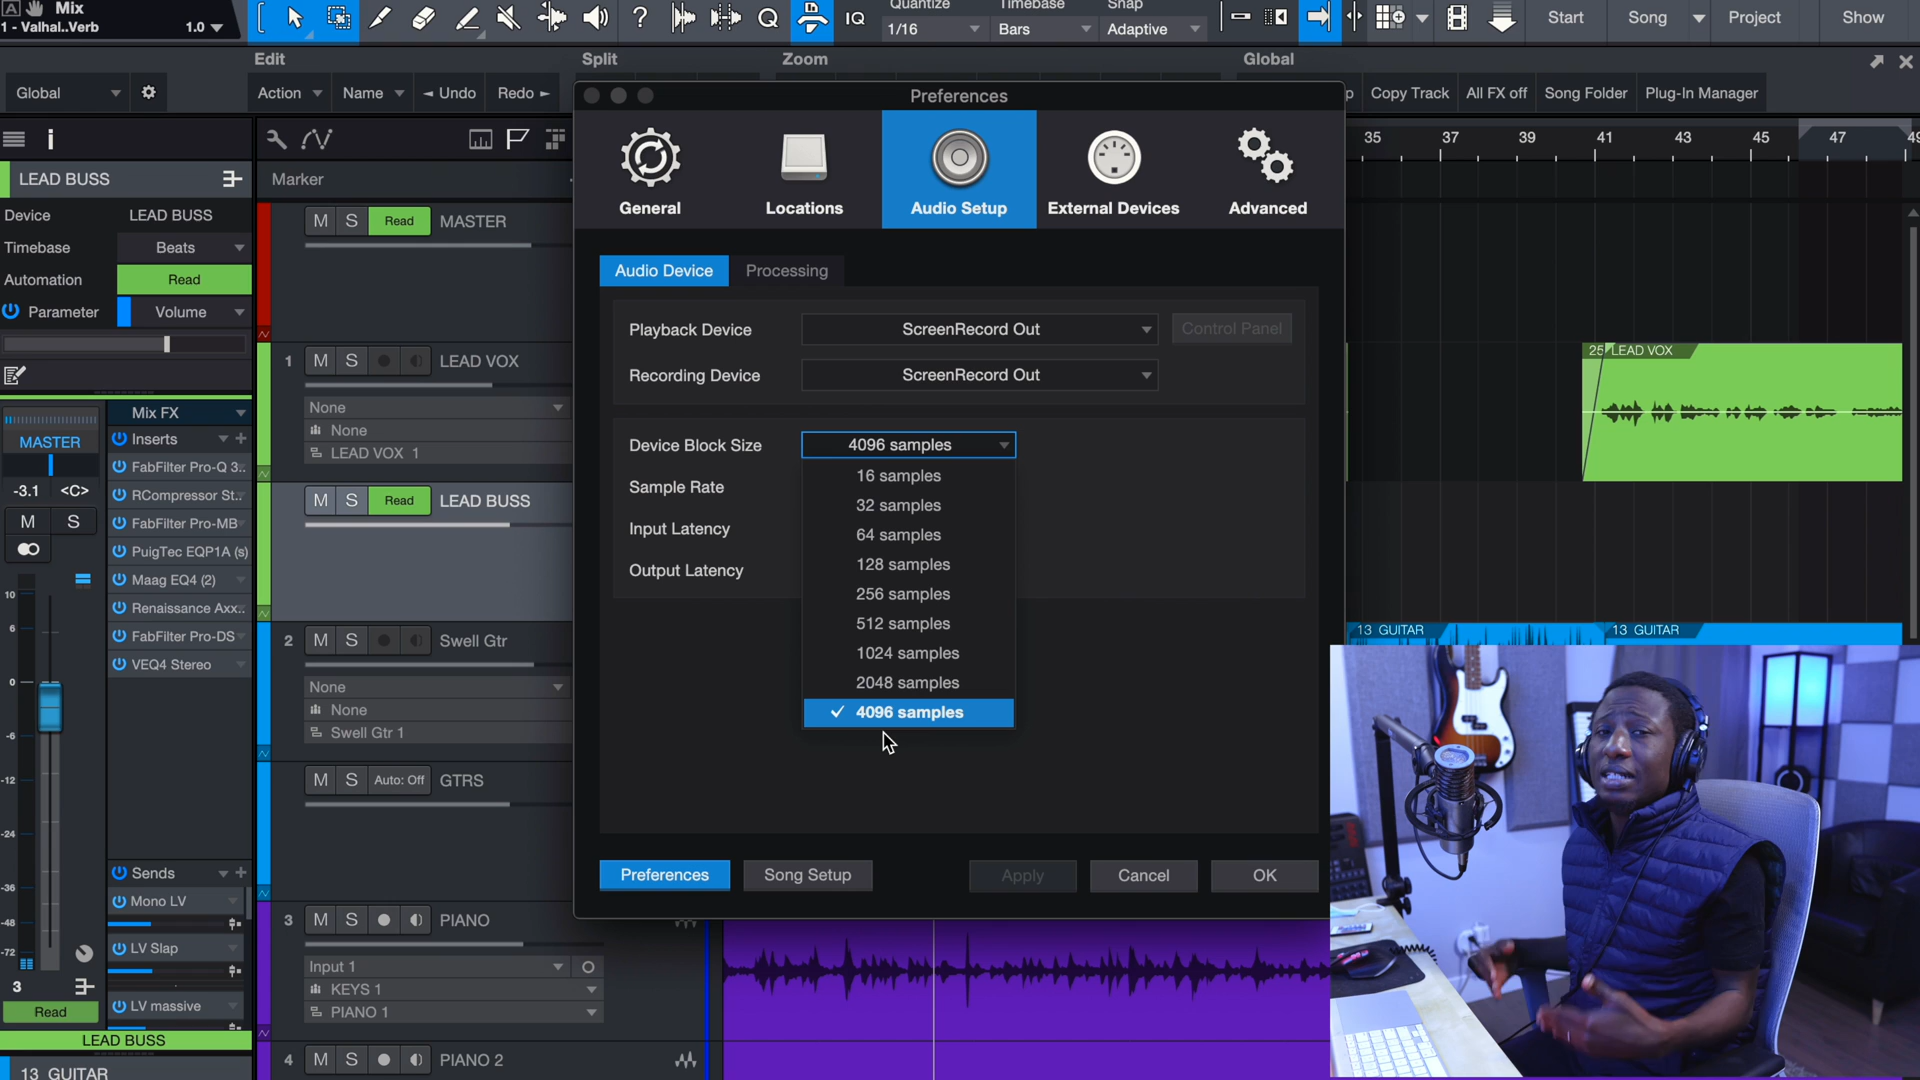 Mix
1 - Valhal..Verb
1.0
IQ
Quantize
1/16
Timebase
Bars
Snap
Adaptive
Start
Song
Project
Show
Edit
Split
Zoom
Global
Global
Action
Name
Undo
Redo
Copy Track
All FX off
Song Folder
Plug-In Manager
Preferences
General
Locations
Audio Setup
External Devices
Advanced
Audio Device
Processing
Playback Device
ScreenRecord Out
Control Panel
Recording Device
ScreenRecord Out
Device Block Size
4096 samples
Sample Rate
Input Latency
Output Latency
16 samples
32 samples
64 samples
128 samples
256 samples
512 samples
1024 samples
2048 samples
4096 samples
Preferences
Song Setup
Apply
Cancel
OK
35
37
39
41
43
45
47
25 LEAD VOX
13 GUITAR
13 GUITAR
LEAD BUSS
Device
LEAD BUSS
Timebase
Beats
Automation
Read
Parameter
Volume
Marker
M S Read MASTER
1 M S LEAD VOX
None
None
LEAD VOX 1
M S Read LEAD BUSS
2 M S Swell Gtr
None
None
Swell Gtr 1
M S Auto: Off GTRS
3 M S PIANO
Input 1
KEYS 1
PIANO 1
4 M S PIANO 2
Mix FX
MASTER
Inserts
-3.1 <C>
M S
FabFilter Pro-Q 3..
RCompressor St..
FabFilter Pro-MB
PuigTec EQP1A (s)
Maag EQ4 (2)
Renaissance Axx..
FabFilter Pro-DS
VEQ4 Stereo
10
6
0
-6
-12
-24
-36
-48
-72
Sends
Mono LV
LV Slap
LV massive
3
Read
LEAD BUSS
13 GUITAR